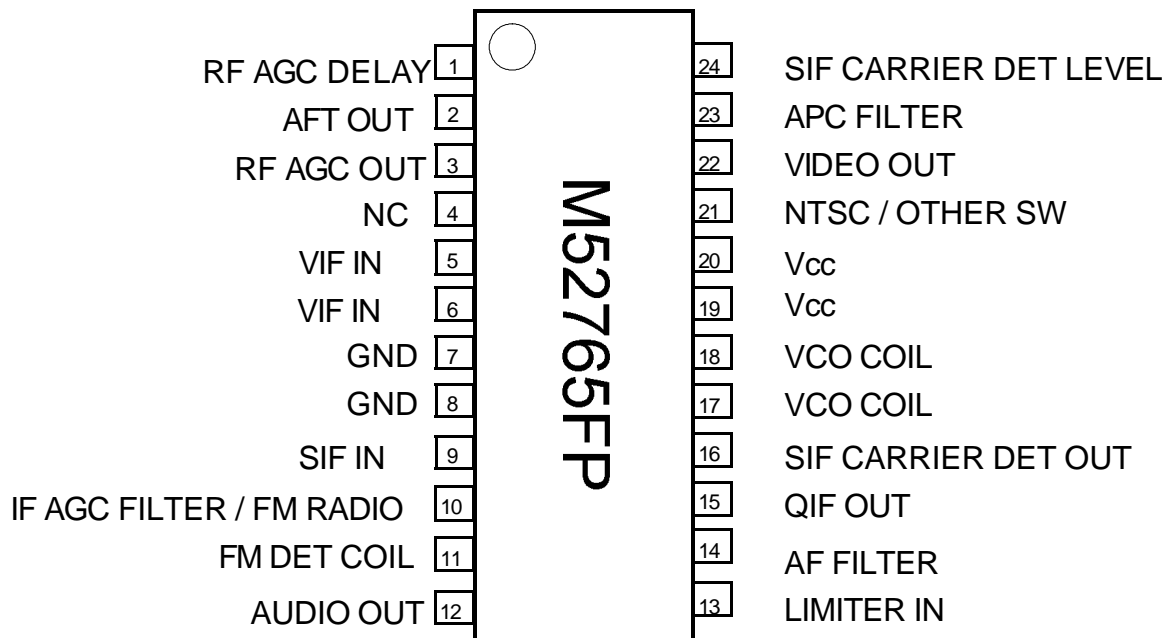 RF AGC DELAY 1
AFT OUT 2
RF AGC OUT 3
NC 4
VIF IN 5
VIF IN 6
GND 7
GND 8
SIF IN 9
IF AGC FILTER / FM RADIO 10
FM DET COIL 11
AUDIO OUT 12
M52765FP
24 SIF CARRIER DET LEVEL
23 APC FILTER
22 VIDEO OUT
21 NTSC / OTHER SW
20 Vcc
19 Vcc
18 VCO COIL
17 VCO COIL
16 SIF CARRIER DET OUT
15 QIF OUT
14 AF FILTER
13 LIMITER IN